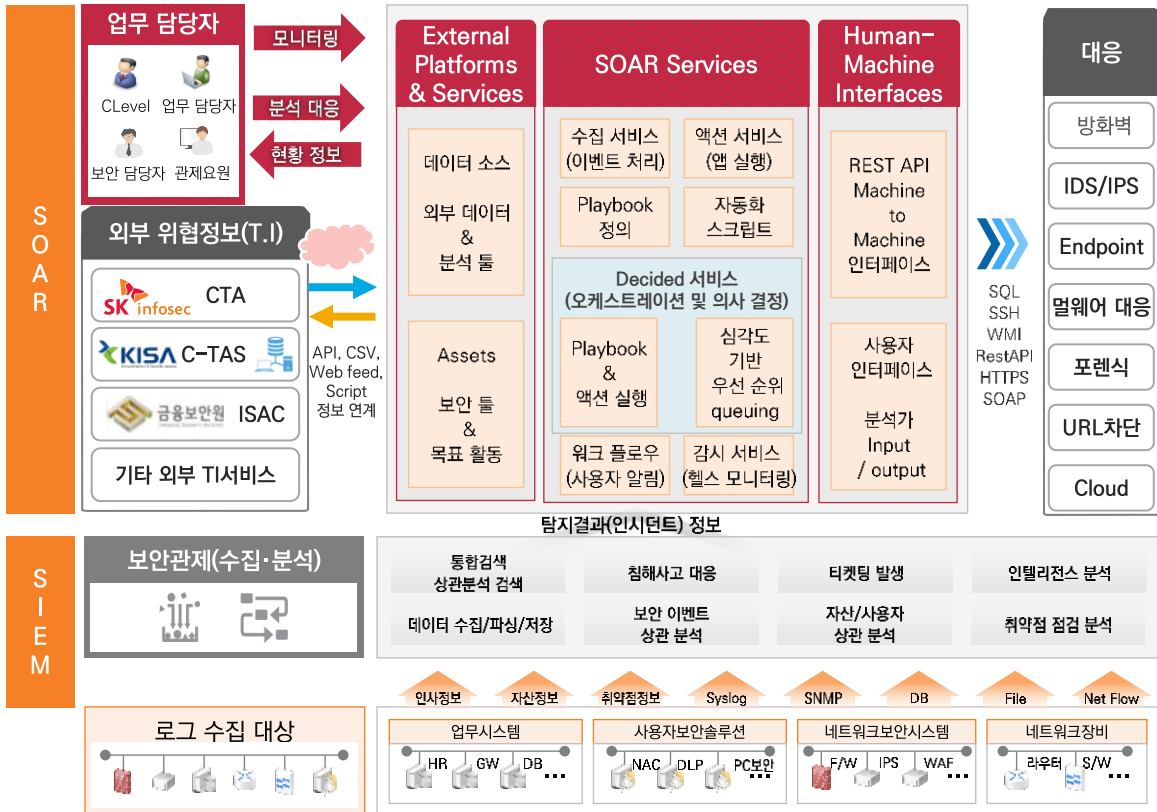 SOAR
업무 담당자
CLevel
업무 담당자
보안 담당자
관제요원
모니터링
분석 대응
현황 정보
외부 위협정보(T.I)
SK infosec
CTA
KISA
C-TAS
금융보안원
ISAC
기타 외부 TI서비스
API, CSV,
Web feed,
Script
정보 연계
External
Platforms
& Services
데이터 소스
외부 데이터
&
분석 툴
Assets
보안 툴
&
목표 활동
SOAR Services
수집 서비스
(이벤트 처리)
액션 서비스
(앱 실행)
Playbook
정의
자동화
스크립트
Decided 서비스
(오케스트레이션 및 의사 결정)
Playbook
&
액션 실행
심각도
기반
우선 순위
queuing
워크 플로우
(사용자 알림)
감시 서비스
(헬스 모니터링)
Human-
Machine
Interfaces
REST API
Machine
to
Machine
인터페이스
사용자
인터페이스
분석가
Input
/ output
SQL
SSH
WMI
RestAPI
HTTPS
SOAP
대응
방화벽
IDS/IPS
Endpoint
멀웨어 대응
포렌식
URL차단
Cloud
탐지결과(인시던트) 정보
SIEM
보안관제(수집·분석)
통합검색
상관분석 검색
침해사고 대응
티켓팅 발생
인텔리전스 분석
데이터 수집/파싱/저장
보안 이벤트
상관 분석
자산/사용자
상관 분석
취약점 점검 분석
인사정보
자산정보
취약점정보
Syslog
SNMP
DB
File
Net Flow
로그 수집 대상
업무시스템
HR
GW
DB
...
사용자보안솔루션
NAC
DLP
PC보안
...
네트워크보안시스템
F/W
IPS
WAF
...
네트워크장비
라우터
S/W
...